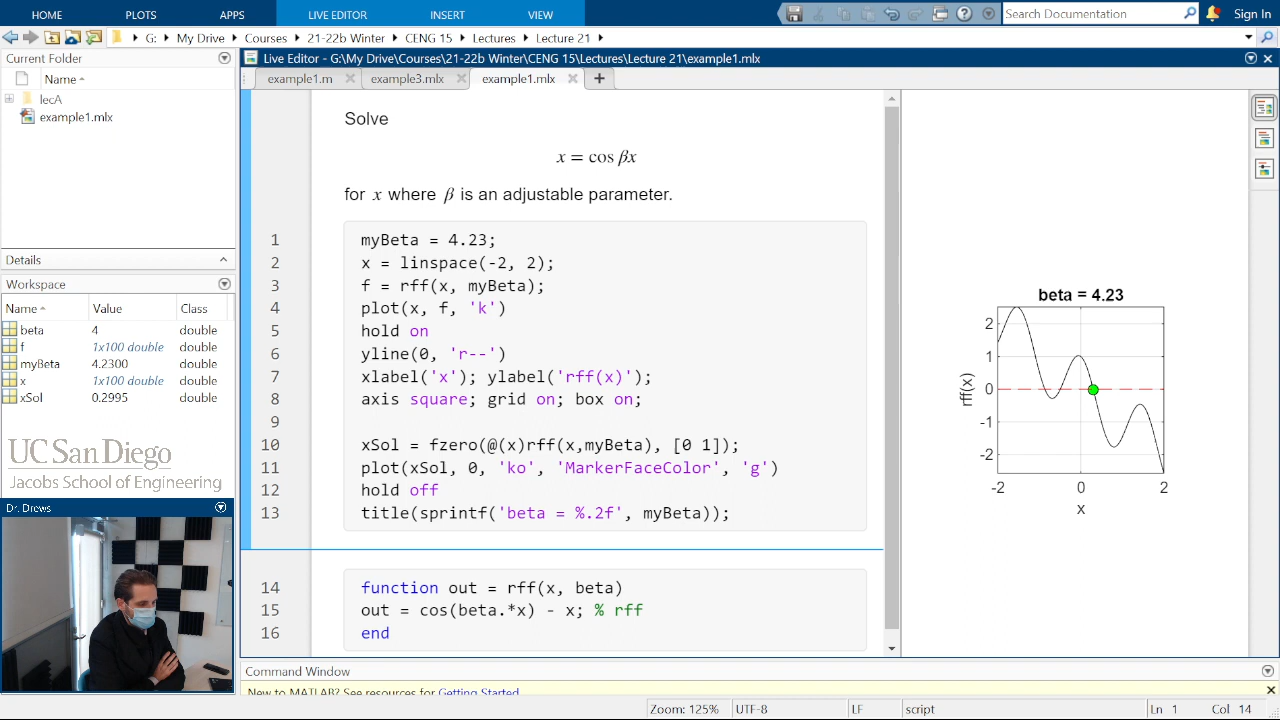 HOME PLOTS APPS LIVE EDITOR INSERT VIEW Search Documentation Sign In
G: My Drive Courses 21-22b Winter CENG 15 Lectures Lecture 21
Current Folder
Name
lecA
example1.mlx
Details
Workspace
Name Value Class
beta 4 double
f 1x100 double double
myBeta 4.2300 double
x 1x100 double double
xSol 0.2995 double
UC San Diego
Jacobs School of Engineering
Dr. Drews
Live Editor - G:\My Drive\Courses\21-22b Winter\CENG 15\Lectures\Lecture 21\example1.mlx
example1.m example3.mlx example1.mlx
Solve
x = cos βx
for x where β is an adjustable parameter.
1 myBeta = 4.23;
2 x = linspace(-2, 2);
3 f = rff(x, myBeta);
4 plot(x, f, 'k')
5 hold on
6 yline(0, 'r--')
7 xlabel('x'); ylabel('rff(x)');
8 axis square; grid on; box on;
9
10 xSol = fzero(@(x)rff(x,myBeta), [0 1]);
11 plot(xSol, 0, 'ko', 'MarkerFaceColor', 'g')
12 hold off
13 title(sprintf('beta = %.2f', myBeta));
14 function out = rff(x, beta)
15 out = cos(beta.*x) - x; % rff
16 end
beta = 4.23
2
1
0
-1
-2
rff(x)
-2 0 2
x
Command Window
New to MATLAB? See resources for Getting Started
Zoom: 125% UTF-8 LF script Ln 1 Col 14